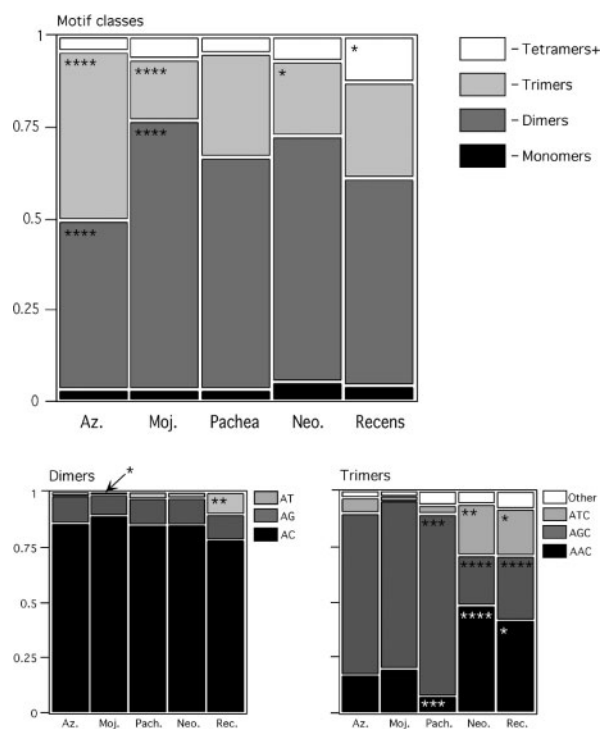 Motif classes
1
0.75
0.5
0.25
0
****
****
****
****
*
*
– Tetramers+
– Trimers
– Dimers
– Monomers
Az. Moj. Pachea Neo. Recens
Dimers
*
1
0.75
0.5
0.25
0
**
AT
AG
AC
Az. Moj. Pach. Neo. Rec.
Trimers
1
0.75
0.5
0.25
0
***
**
*
****
****
****
*
***
Other
ATC
AGC
AAC
Az. Moj. Pach. Neo. Rec.